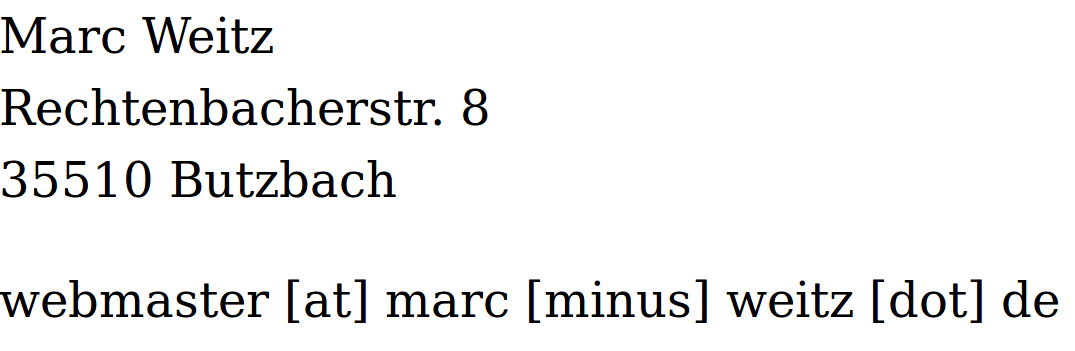 Marc Weitz
Rechtenbacherstr. 8
35510 Butzbach
webmaster [at] marc [minus] weitz [dot] de